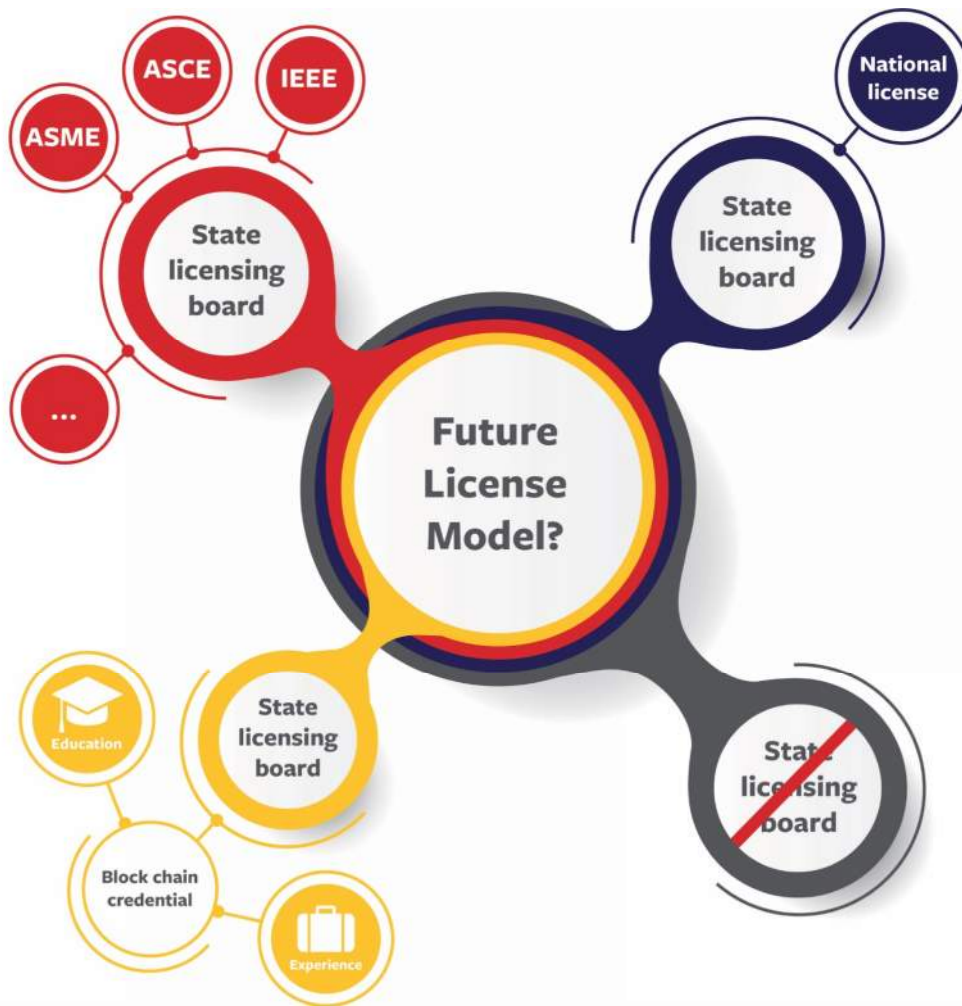 ASME
ASCE
IEEE
...
State
licensing
board
National
license
State
licensing
board
Future
License
Model?
Education
Block chain
credential
Experience
State
licensing
board
State
licensing
board